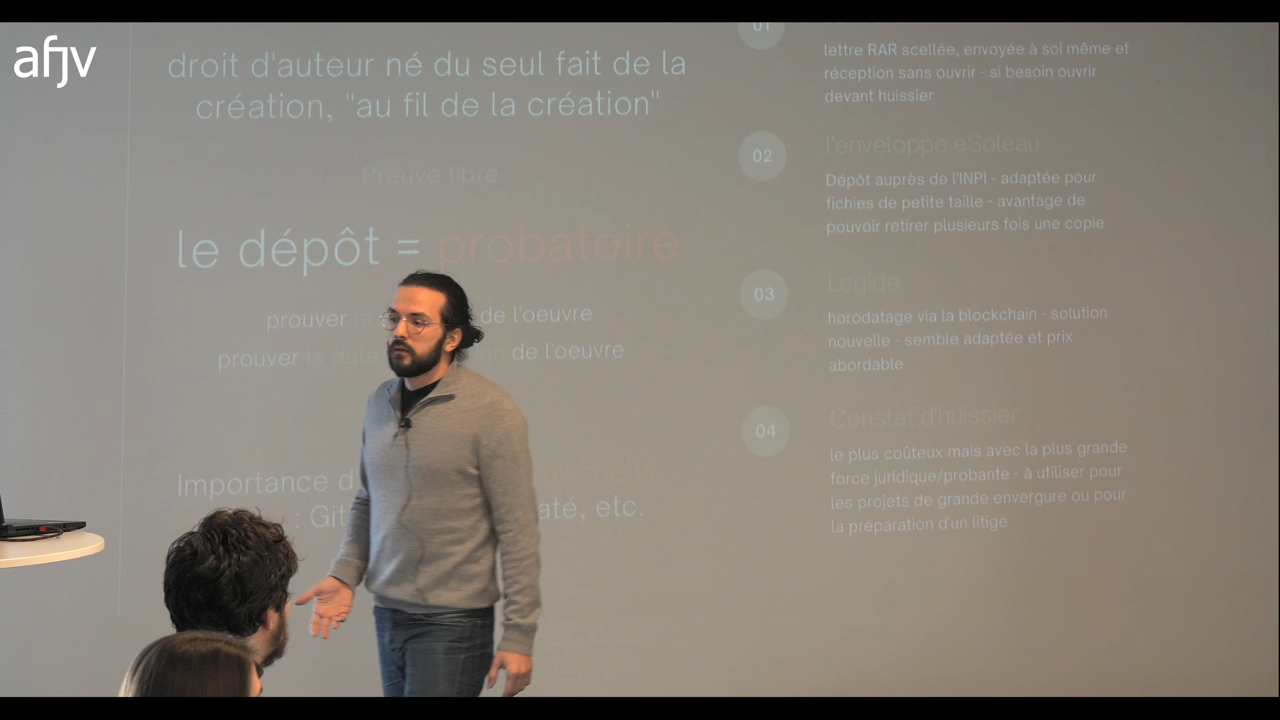 afjv
droit d'auteur né du seul fait de la
création, "au fil de la création"
Preuve libre
le dépôt = probatoire
prouver la de l'oeuvre
prouver la date de l'oeuvre
Importance d
: Git até, etc.
01
lettre RAR scellée, envoyée à soi même et
réception sans ouvrir - si besoin ouvrir
devant huissier
02
l'enveloppe eSoleau
Dépôt auprès de l'INPI - adaptée pour
fichies de petite taille - avantage de
pouvoir retirer plusieurs fois une copie
03
Legide
horodatage via la blockchain - solution
nouvelle - semble adaptée et prix
abordable
04
Constat d'huissier
le plus coûteux mais avec la plus grande
force juridique/probante - à utiliser pour
les projets de grande envergure ou pour
la préparation d'un litige